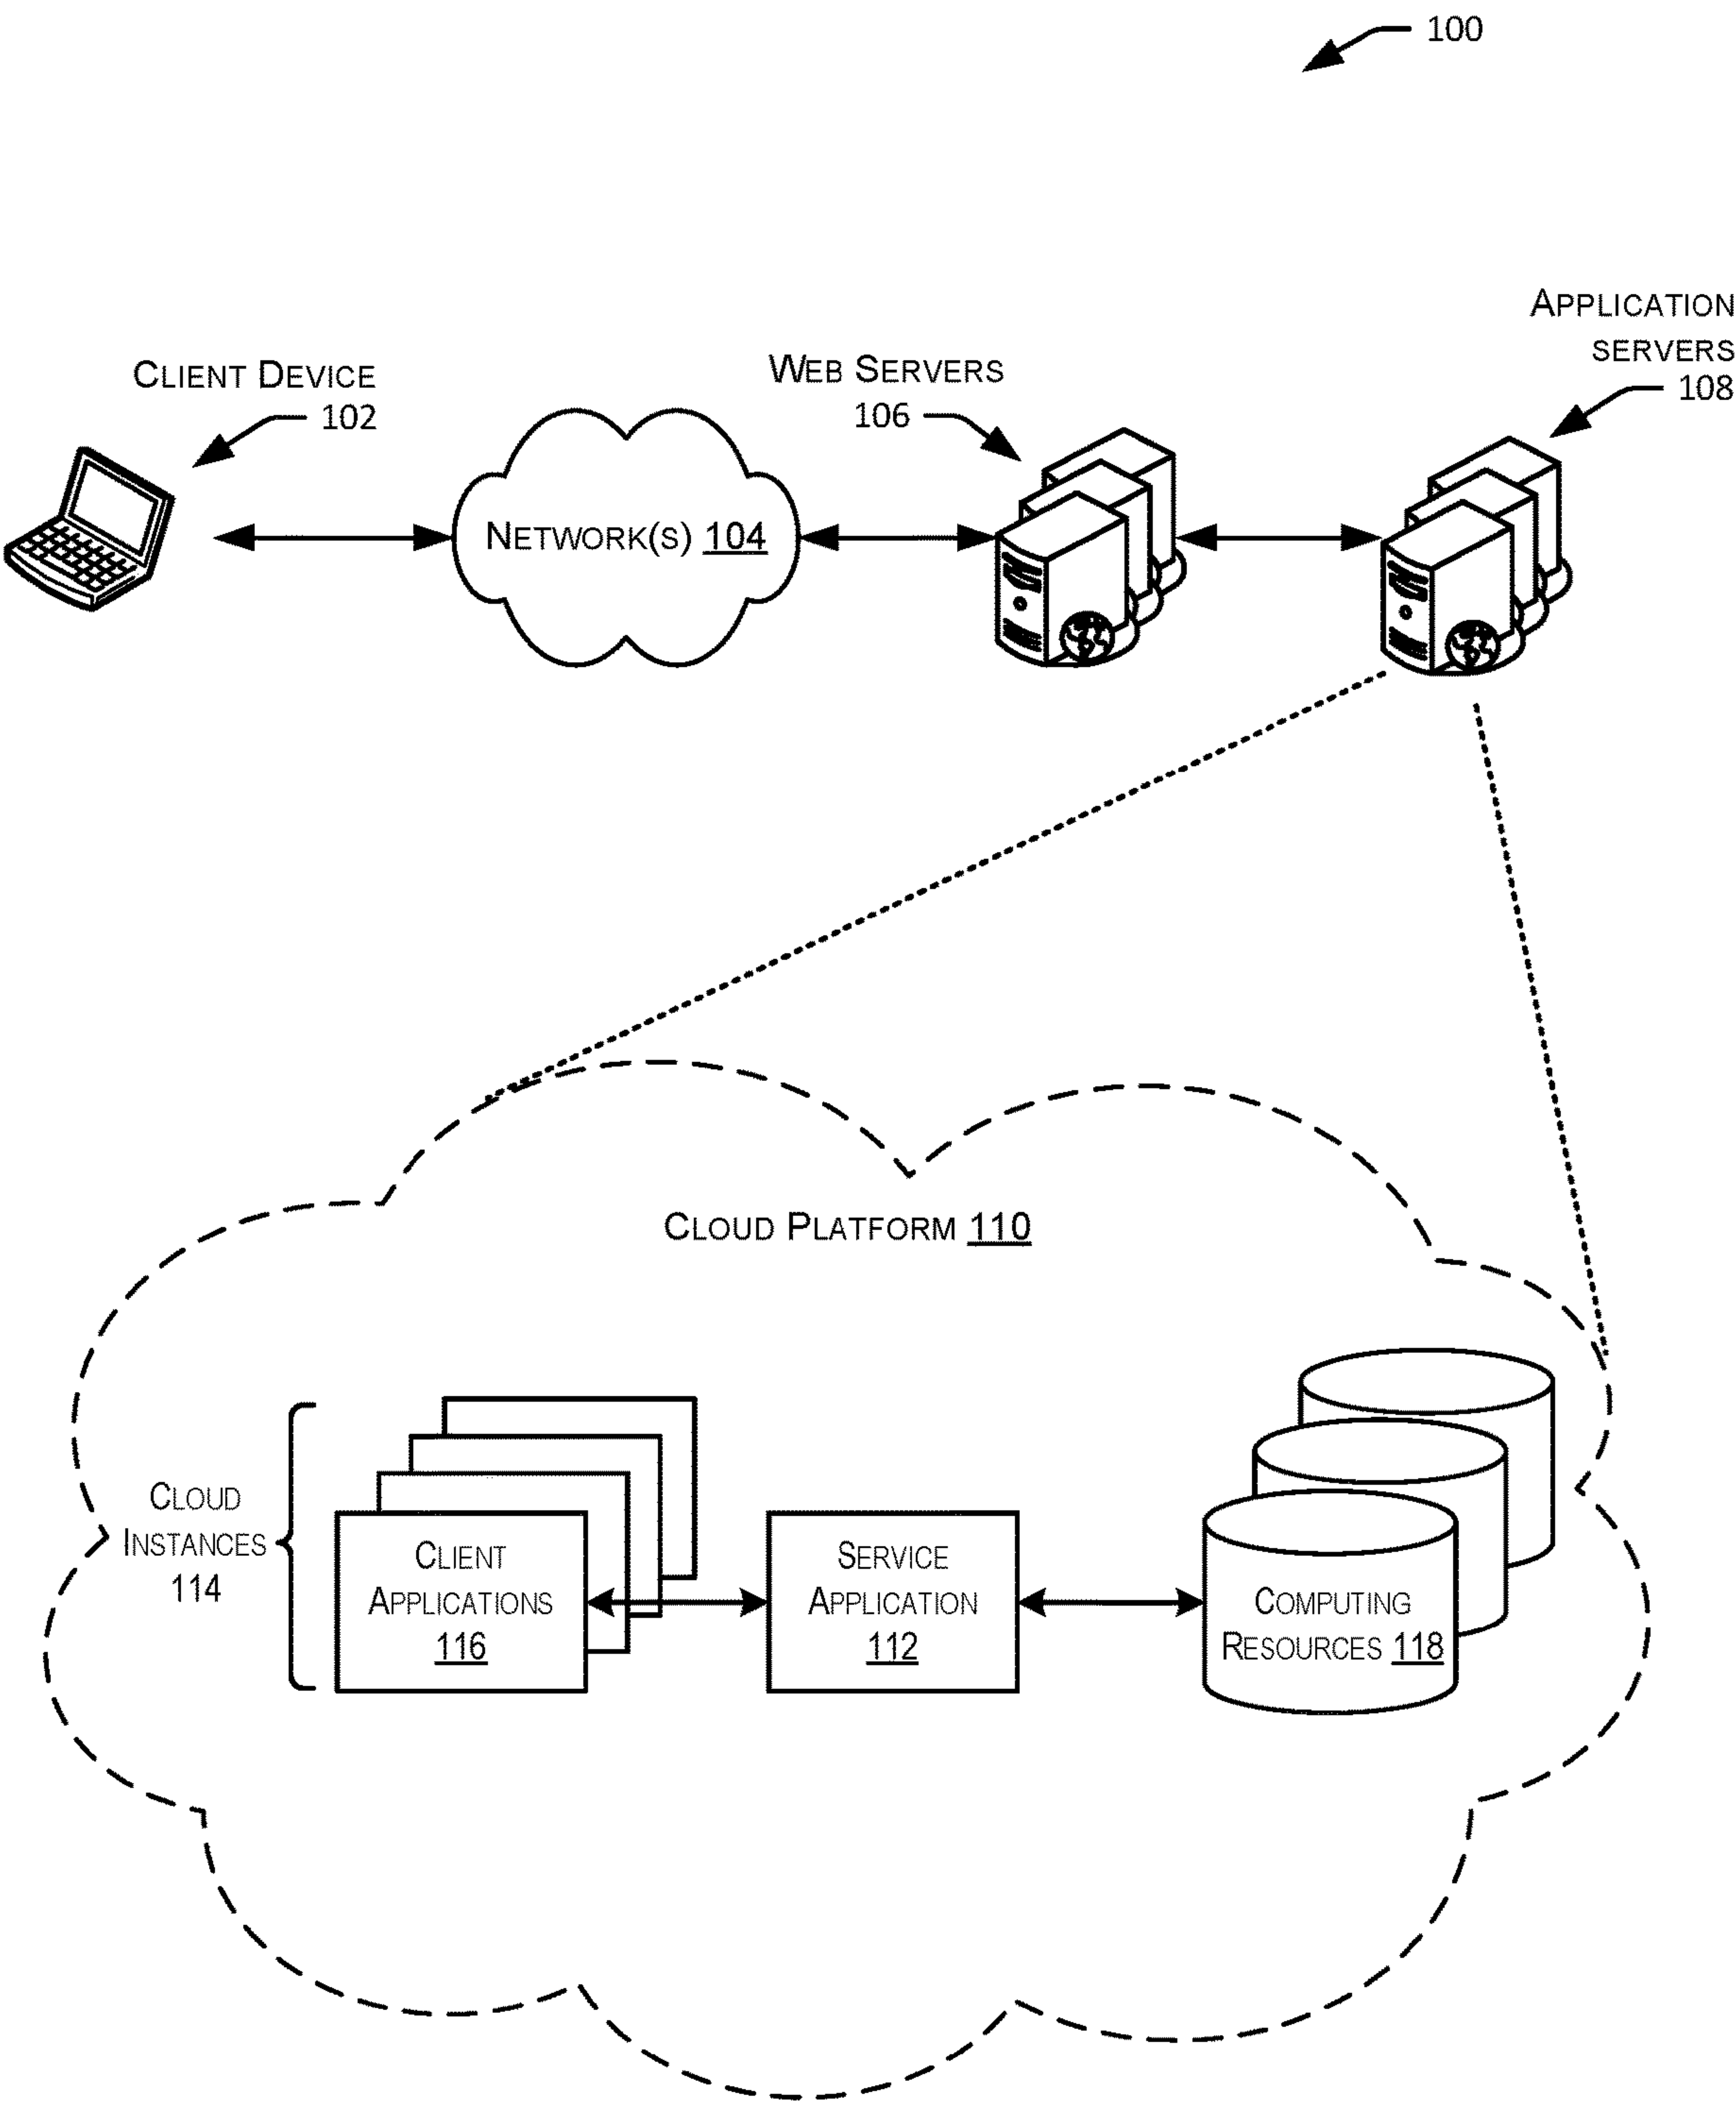 100
APPLICATION
SERVERS
108
WEB SERVERS
106
CLIENT DEVICE
102
NETWORK(S) 104
CLOUD PLATFORM 110
CLOUD
INSTANCES
114
CLIENT
APPLICATIONS
116
SERVICE
APPLICATION
112
COMPUTING
RESOURCES 118